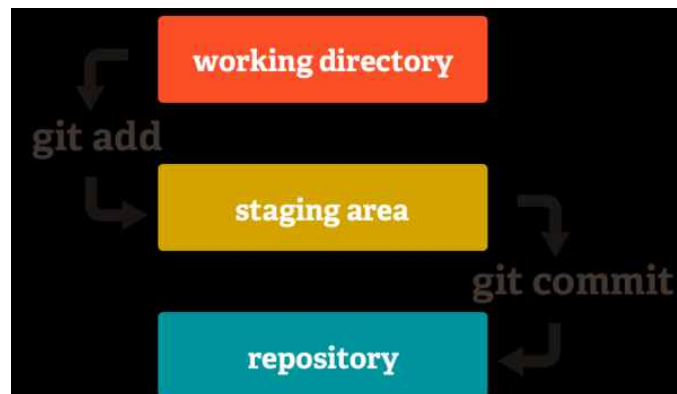 working directory
git add
staging area
git commit
repository